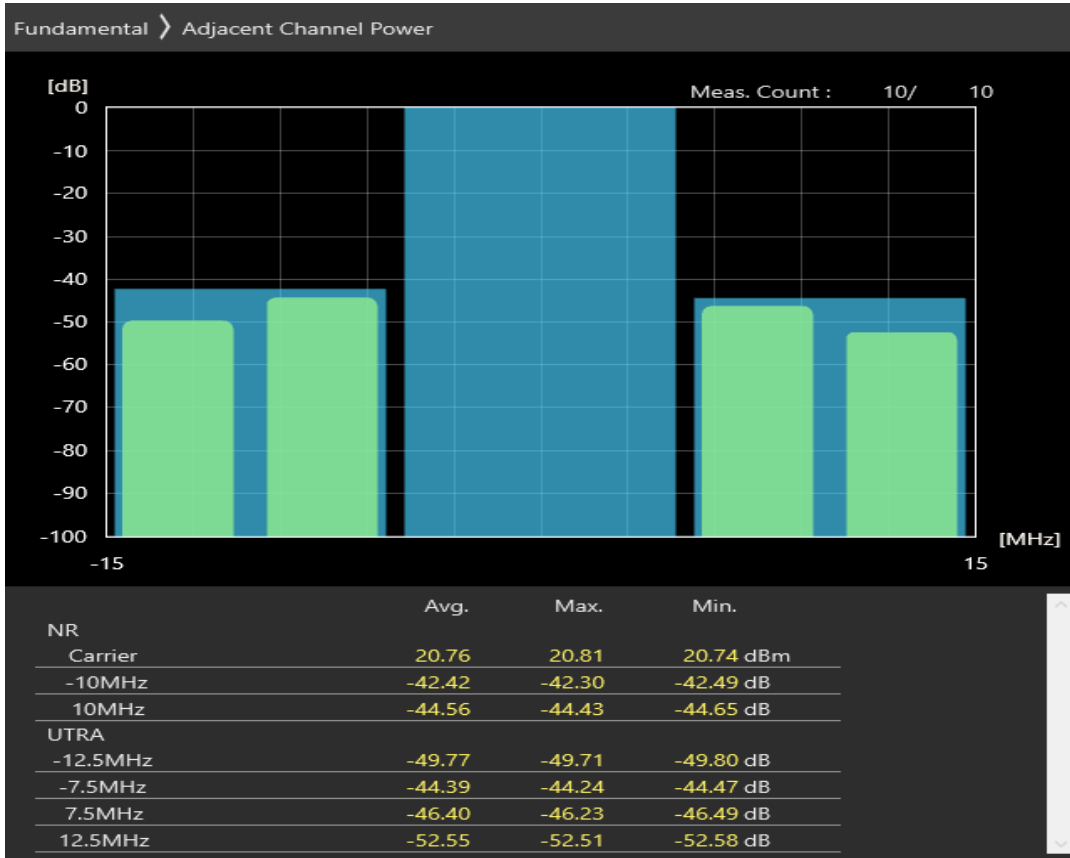 Fundamental 》 Adjacent Channel Power
[dB]
Meas. Count : 10/ 10
0
-10
-20
-30
-40
-50
-60
-70
-80
-90
-100
[MHz]
-15 15
Avg. Max. Min.
NR
Carrier 20.76 20.81 20.74 dBm
-10MHz -42.42 -42.30 -42.49 dB
10MHz -44.56 -44.43 -44.65 dB
UTRA
-12.5MHz -49.77 -49.71 -49.80 dB
-7.5MHz -44.39 -44.24 -44.47 dB
7.5MHz -46.40 -46.23 -46.49 dB
12.5MHz -52.55 -52.51 -52.58 dB